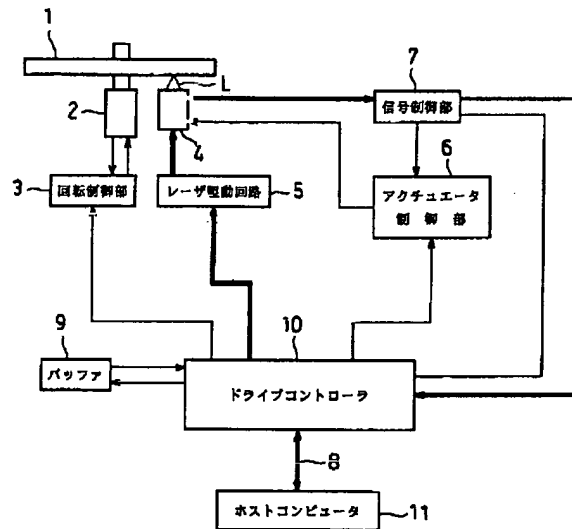 1
L
7
2
信号制御部
4
6
3
回転制御部
レーザ駆動回路
5
アクチュエータ
制御部
10
9
バッファ
ドライブコントローラ
8
ホストコンピュータ
11